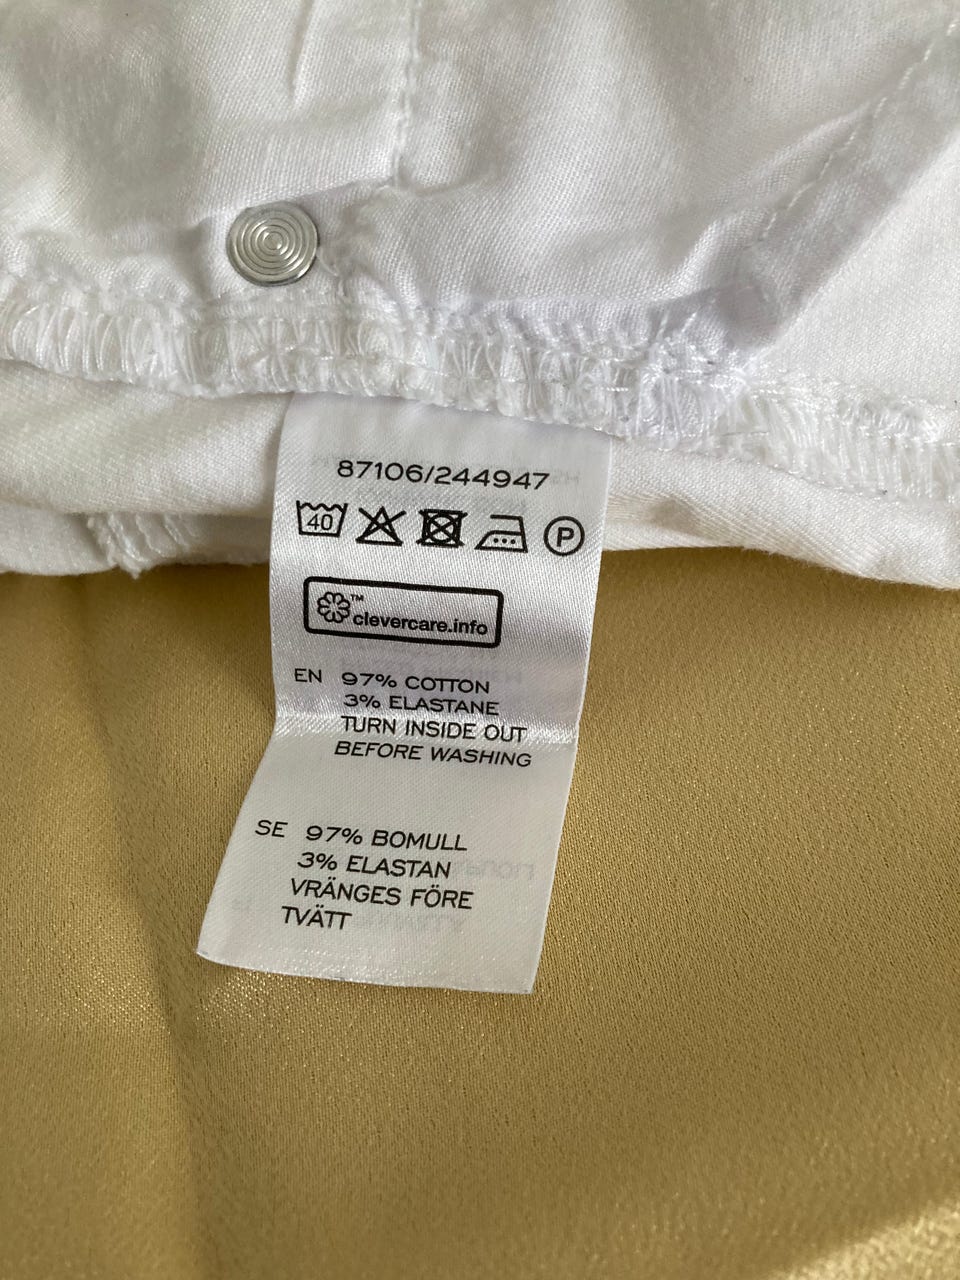 87106/244947
40
P
™
clevercare.info
EN 97% COTTON
3% ELASTANE
TURN INSIDE OUT
BEFORE WASHING
SE 97% BOMULL
3% ELASTAN
VRÄNGES FÖRE
TVÄTT